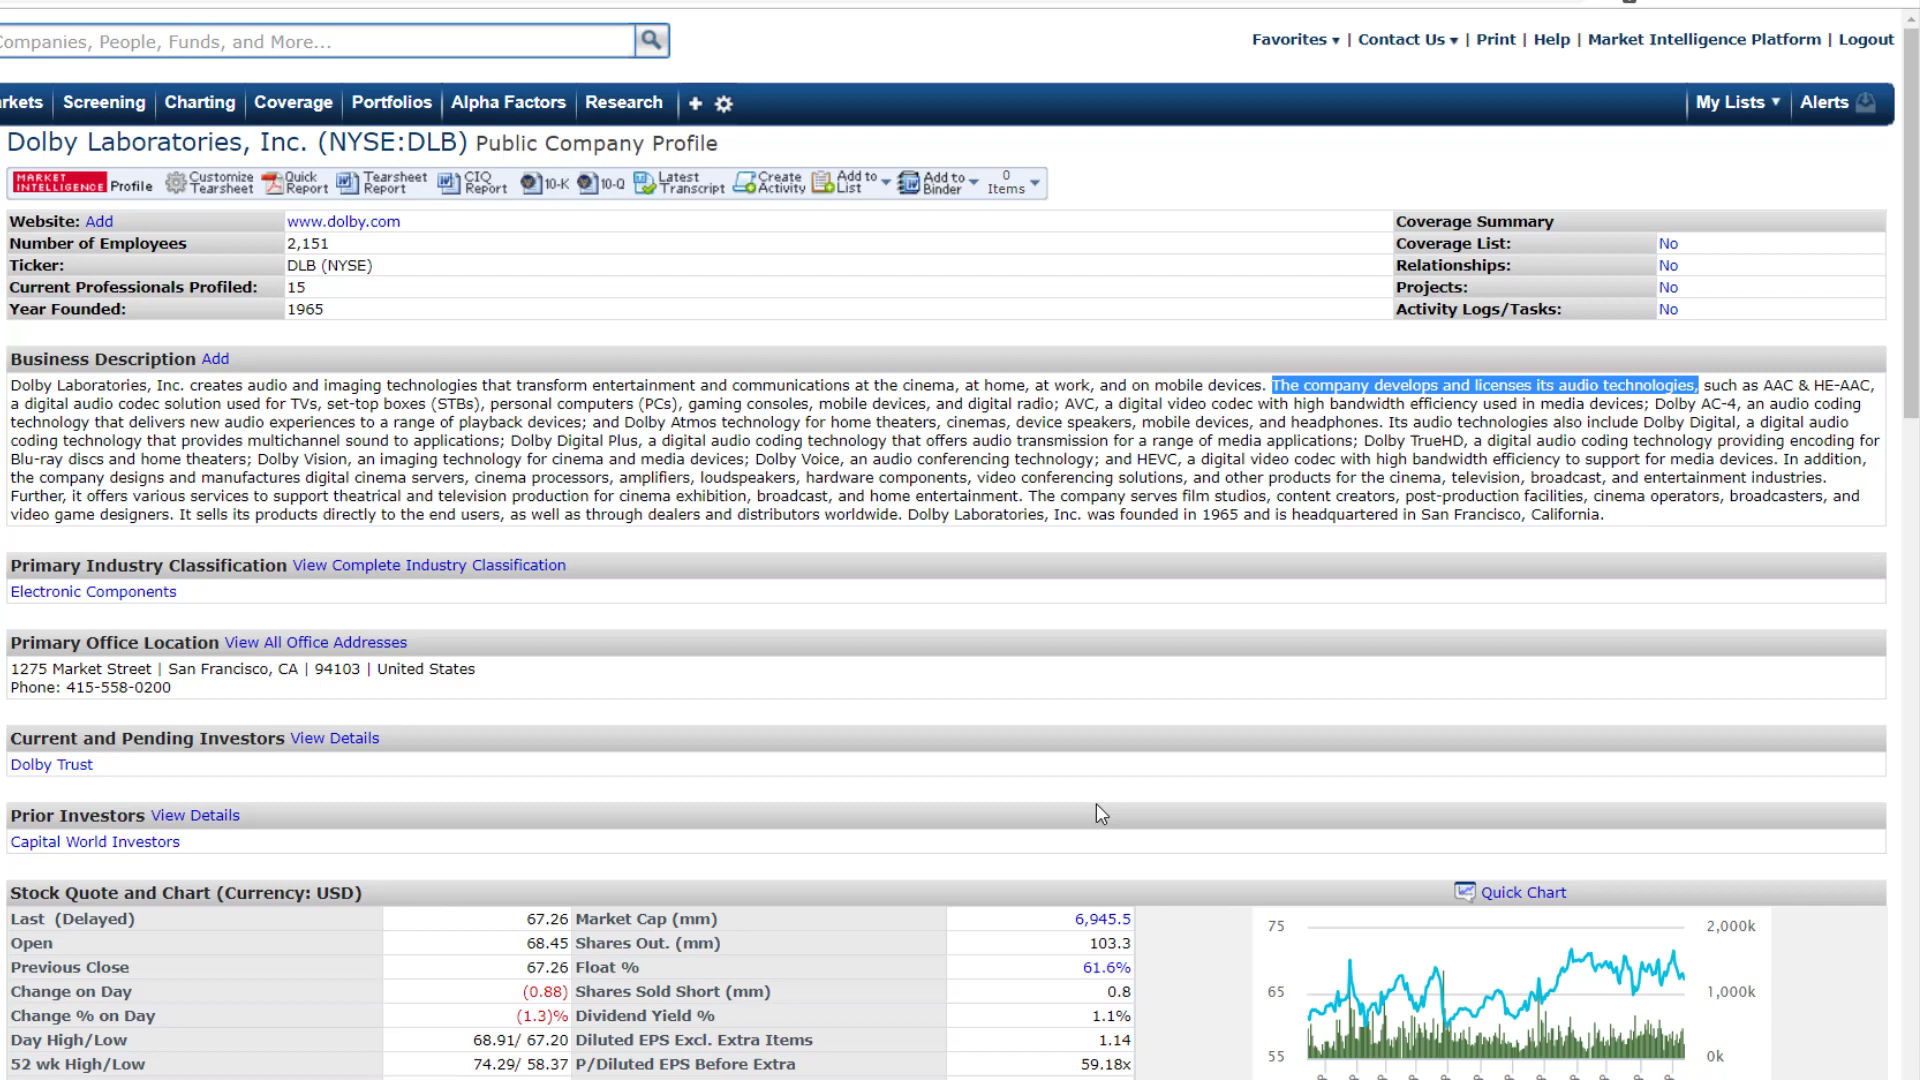 Companies, People, Funds, and More...
Favorites ▾ | Contact Us ▾ | Print | Help | Market Intelligence Platform | Logout
rkets Screening Charting Coverage Portfolios Alpha Factors Research + My Lists ▾ Alerts
Dolby Laboratories, Inc. (NYSE:DLB) Public Company Profile
MARKET INTELLIGENCE Profile Customize Tearsheet Quick Report Tearsheet Report CIQ Report 10-K 10-Q Latest Transcript Create Activity Add to List Add to Binder 0 Items
Website: Add www.dolby.com
Number of Employees 2,151
Ticker: DLB (NYSE)
Current Professionals Profiled: 15
Year Founded: 1965
Coverage Summary
Coverage List: No
Relationships: No
Projects: No
Activity Logs/Tasks: No
Business Description Add
Dolby Laboratories, Inc. creates audio and imaging technologies that transform entertainment and communications at the cinema, at home, at work, and on mobile devices. The company develops and licenses its audio technologies, such as AAC & HE-AAC,
a digital audio codec solution used for TVs, set-top boxes (STBs), personal computers (PCs), gaming consoles, mobile devices, and digital radio; AVC, a digital video codec with high bandwidth efficiency used in media devices; Dolby AC-4, an audio coding
technology that delivers new audio experiences to a range of playback devices; and Dolby Atmos technology for home theaters, cinemas, device speakers, mobile devices, and headphones. Its audio technologies also include Dolby Digital, a digital audio
coding technology that provides multichannel sound to applications; Dolby Digital Plus, a digital audio coding technology that offers audio transmission for a range of media applications; Dolby TrueHD, a digital audio coding technology providing encoding for
Blu-ray discs and home theaters; Dolby Vision, an imaging technology for cinema and media devices; Dolby Voice, an audio conferencing technology; and HEVC, a digital video codec with high bandwidth efficiency to support for media devices. In addition,
the company designs and manufactures digital cinema servers, cinema processors, amplifiers, loudspeakers, hardware components, video conferencing solutions, and other products for the cinema, television, broadcast, and entertainment industries.
Further, it offers various services to support theatrical and television production for cinema exhibition, broadcast, and home entertainment. The company serves film studios, content creators, post-production facilities, cinema operators, broadcasters, and
video game designers. It sells its products directly to the end users, as well as through dealers and distributors worldwide. Dolby Laboratories, Inc. was founded in 1965 and is headquartered in San Francisco, California.
Primary Industry Classification View Complete Industry Classification
Electronic Components
Primary Office Location View All Office Addresses
1275 Market Street | San Francisco, CA | 94103 | United States
Phone: 415-558-0200
Current and Pending Investors View Details
Dolby Trust
Prior Investors View Details
Capital World Investors
Stock Quote and Chart (Currency: USD) Quick Chart
Last (Delayed) 67.26 Market Cap (mm) 6,945.5
Open 68.45 Shares Out. (mm) 103.3
Previous Close 67.26 Float % 61.6%
Change on Day (0.88) Shares Sold Short (mm) 0.8
Change % on Day (1.3)% Dividend Yield % 1.1%
Day High/Low 68.91/ 67.20 Diluted EPS Excl. Extra Items 1.14
52 wk High/Low 74.29/ 58.37 P/Diluted EPS Before Extra 59.18x
75 2,000k
65 1,000k
55 0k